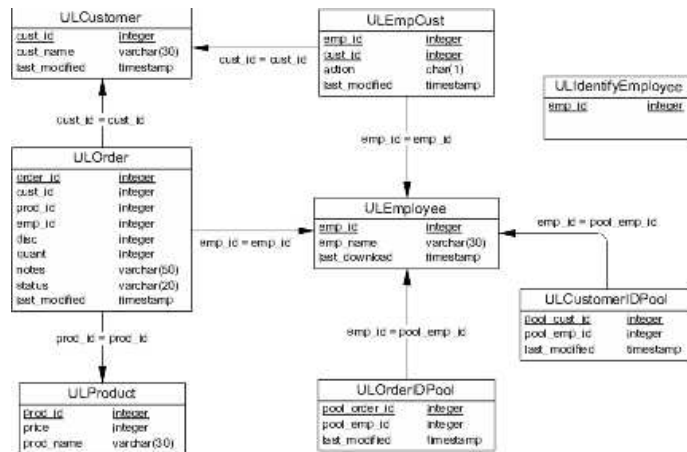 ULCustomer
cust_id integer
cust_name varchar(30)
last_modified timestamp
cust_id = cust_id
ULEmpCust
emp_id integer
cust_id integer
action char(1)
last_modified timestamp
cust_id = cust_id
emp_id = emp_id
ULIdentifyEmployee
emp_id integer
ULOrder
order_id integer
cust_id integer
prod_id integer
emp_id integer
disc integer
quant integer
notes varchar(50)
status varchar(20)
last_modified timestamp
emp_id = emp_id
ULEmployee
emp_id integer
emp_name varchar(30)
last_download timestamp
emp_id = pool_emp_id
ULCustomerIDPool
pool_cust_id integer
pool_emp_id integer
last_modified timestamp
prod_id = prod_id
emp_id = pool_emp_id
ULProduct
prod_id integer
price integer
prod_name varchar(30)
ULOrderIDPool
pool_order_id integer
pool_emp_id integer
last_modified timestamp